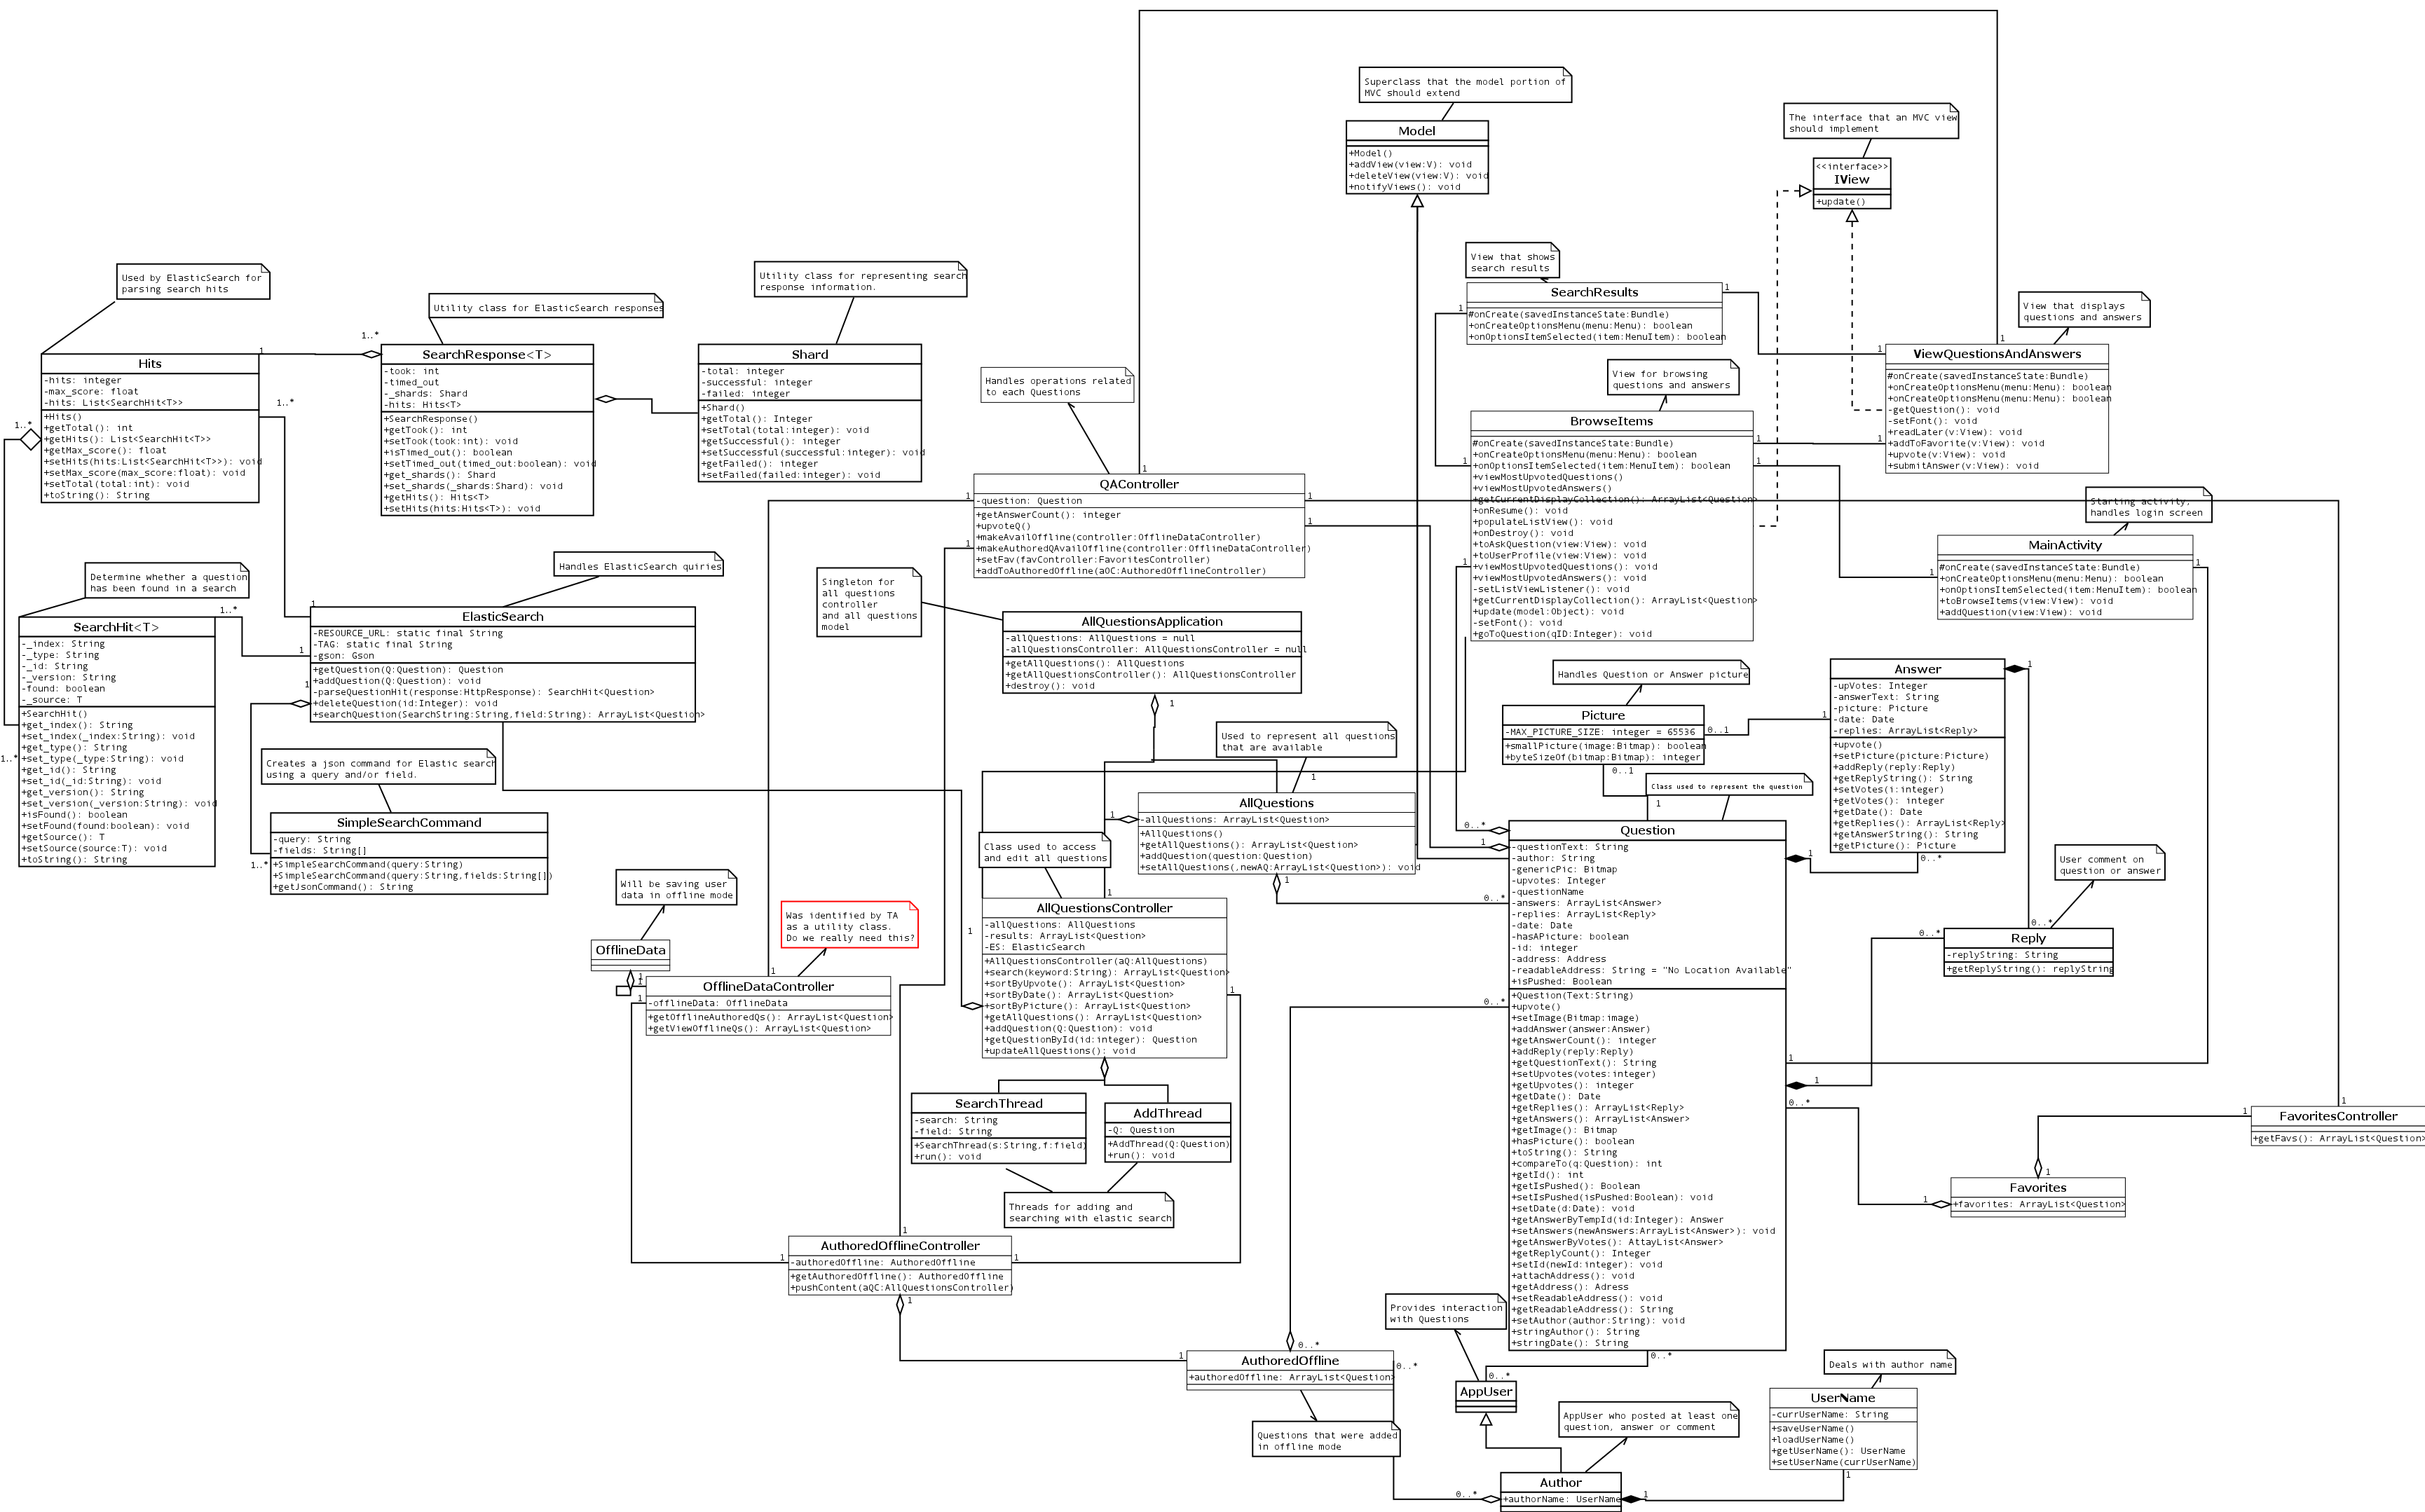 Superclass that the model portion of
MVC should extend
Model
+Model()
+addView(view:V): void
+deleteView(view:V): void
+notifyViews(): void
The interface that an MVC view
should implement
<<interface>>
IView
+update()
View that shows
search results
SearchResults
#onCreate(savedInstanceState:Bundle)
+onCreateOptionsMenu(menu:Menu): boolean
+onOptionsItemSelected(item:MenuItem): boolean
1
1
View that displays
questions and answers
ViewQuestionsAndAnswers
#onCreate(savedInstanceState:Bundle)
+onCreateOptionsMenu(menu:Menu): boolean
+onCreateOptionsMenu(menu:Menu): boolean
-getQuestion(): void
-setFont(): void
+readLater(v:View): void
+addToFavorite(v:View): void
+upvote(v:View): void
+submitAnswer(v:View): void
1
1
1
Used by ElasticSearch for
parsing search hits
Hits
-hits: integer
-max_score: float
-hits: List<SearchHit<T>>
+Hits()
+getTotal(): int
+getHits(): List<SearchHit<T>>
+getMax_score(): float
+setHits(hits:List<SearchHit<T>>): void
+setMax_score(max_score:float): void
+setTotal(total:int): void
+toString(): String
1
1..*
1..*
1..*
Utility class for ElasticSearch responses
SearchResponse<T>
-took: int
-timed_out
-_shards: Shard
-hits: Hits<T>
+SearchResponse()
+getTook(): int
+setTook(took:int): void
+isTimed_out(): boolean
+setTimed_out(timed_out:boolean): void
+get_shards(): Shard
+set_shards(_shards:Shard): void
+getHits(): Hits<T>
+setHits(hits:Hits<T>): void
Utility class for representing search
response information.
Shard
-total: integer
-successful: integer
-failed: integer
+Shard()
+getTotal(): Integer
+setTotal(total:integer): void
+getSuccessful(): integer
+setSuccessful(successful:integer): void
+getFailed(): integer
+setFailed(failed:integer): void
Handles operations related
to each Questions
QAController
-question: Question
+getAnswerCount(): integer
+upvoteQ()
+makeAvailOffline(controller:OfflineDataController)
+makeAuthoredQAvailOffline(controller:OfflineDataController)
+setFav(favController:FavoritesController)
+addToAuthoredOffline(aOC:AuthoredOfflineController)
1
1
1
1
1
View for browsing
questions and answers
BrowseItems
#onCreate(savedInstanceState:Bundle)
+onCreateOptionsMenu(menu:Menu): boolean
+onOptionsItemSelected(item:MenuItem): boolean
+viewMostUpvotedQuestions()
+viewMostUpvotedAnswers()
+getCurrentDisplayCollection(): ArrayList<Question>
+onResume(): void
+populateListView(): void
+onDestroy(): void
+toAskQuestion(view:View): void
+toUserProfile(view:View): void
+viewMostUpvotedQuestions(): void
+viewMostUpvotedAnswers(): void
-setListViewListener(): void
+getCurrentDisplayCollection(): ArrayList<Question>
+update(model:Object): void
-setFont(): void
+goToQuestion(qID:Integer): void
1
1
1
1
Starting activity,
handles login screen
MainActivity
#onCreate(savedInstanceState:Bundle)
+onCreateOptionsMenu(menu:Menu): boolean
+onOptionsItemSelected(item:MenuItem): boolean
+toBrowseItems(view:View): void
+addQuestion(view:View): void
1
1
Determine whether a question
has been found in a search
SearchHit<T>
-_index: String
-_type: String
-_id: String
-_version: String
-found: boolean
-_source: T
+SearchHit()
+get_index(): String
+set_index(_index:String): void
+get_type(): String
+set_type(_type:String): void
+get_id(): String
+set_id(_id:String): void
+get_version(): String
+set_version(_version:String): void
+isFound(): boolean
+setFound(found:boolean): void
+getSource(): T
+setSource(source:T): void
+toString(): String
1..*
1..*
Handles ElasticSearch quiries
ElasticSearch
-RESOURCE_URL: static final String
-TAG: static final String
-gson: Gson
+getQuestion(Q:Question): Question
+addQuestion(Q:Question): void
-parseQuestionHit(response:HttpResponse): SearchHit<Question>
+deleteQuestion(id:Integer): void
+searchQuestion(SearchString:String,field:String): ArrayList<Question>
1
1
1
Creates a json command for Elastic search
using a query and/or field.
SimpleSearchCommand
-query: String
-fields: String[]
+SimpleSearchCommand(query:String)
+SimpleSearchCommand(query:String,fields:String[])
+getJsonCommand(): String
1..*
Singleton for
all questions
controller
and all questions
model
AllQuestionsApplication
-allQuestions: AllQuestions = null
-allQuestionsController: AllQuestionsController = null
+getAllQuestions(): AllQuestions
+getAllQuestionsController(): AllQuestionsController
+destroy(): void
1
Used to represent all questions
that are available
AllQuestions
-allQuestions: ArrayList<Question>
+AllQuestions()
+getAllQuestions(): ArrayList<Question>
+addQuestion(question:Question)
+setAllQuestions(,newAQ:ArrayList<Question>): void
1
1
1
Handles Question or Answer picture
Picture
-MAX_PICTURE_SIZE: integer = 65536
+smallPicture(image:Bitmap): boolean
+byteSizeOf(bitmap:Bitmap): integer
0..1
0..1
Answer
-upVotes: Integer
-answerText: String
-picture: Picture
-date: Date
-replies: ArrayList<Reply>
+upvote()
+setPicture(picture:Picture)
+addReply(reply:Reply)
+getReplyString(): String
+setVotes(i:integer)
+getVotes(): integer
+getDate(): Date
+getReplies(): ArrayList<Reply>
+getAnswerString(): String
+getPicture(): Picture
1
1
0..*
Class used to represent the question
Question
-questionText: String
-author: String
-genericPic: Bitmap
-upvotes: Integer
-questionName
-answers: ArrayList<Answer>
-replies: ArrayList<Reply>
-date: Date
-hasAPicture: boolean
-id: integer
-address: Address
-readableAddress: String = "No Location Available"
+isPushed: Boolean
+Question(Text:String)
+upvote()
+setImage(Bitmap:image)
+addAnswer(answer:Answer)
+getAnswerCount(): integer
+addReply(reply:Reply)
+getQuestionText(): String
+setUpvotes(votes:integer)
+getUpvotes(): integer
+getDate(): Date
+getReplies(): ArrayList<Reply>
+getAnswers(): ArrayList<Answer>
+getImage(): Bitmap
+hasPicture(): boolean
+toString(): String
+compareTo(q:Question): int
+getId(): int
+getIsPushed(): Boolean
+setIsPushed(isPushed:Boolean): void
+setDate(d:Date): void
+getAnswerByTempId(id:Integer): Answer
+setAnswers(newAnswers:ArrayList<Answer>): void
+getAnswerByVotes(): AttayList<Answer>
+getReplyCount(): Integer
+setId(newId:integer): void
+attachAddress(): void
+getAddress(): Adress
+setReadableAddress(): void
+getReadableAddress(): String
+setAuthor(author:String): void
+stringAuthor(): String
+stringDate(): String
1
0..*
1
0..*
0..*
1
1
1
0..*
0..*
User comment on
question or answer
Reply
-replyString: String
+getReplyString(): replyString
0..*
0..*
Class used to access
and edit all questions
AllQuestionsController
-allQuestions: AllQuestions
-results: ArrayList<Question>
-ES: ElasticSearch
+AllQuestionsController(aQ:AllQuestions)
+search(keyword:String): ArrayList<Question>
+sortByUpvote(): ArrayList<Question>
+sortByDate(): ArrayList<Question>
+sortByPicture(): ArrayList<Question>
+getAllQuestions(): ArrayList<Question>
+addQuestion(Q:Question): void
+getQuestionById(id:integer): Question
+updateAllQuestions(): void
1
1
1
Will be saving user
data in offline mode
OfflineData
1
Was identified by TA
as a utility class.
Do we really need this?
OfflineDataController
-offlineData: OfflineData
+getOfflineAuthoredQs(): ArrayList<Question>
+getViewOfflineQs(): ArrayList<Question>
1
1
1
SearchThread
-search: String
-field: String
+SearchThread(s:String,f:field)
+run(): void
AddThread
-Q: Question
+AddThread(Q:Question)
+run(): void
Threads for adding and
searching with elastic search
FavoritesController
+getFavs(): ArrayList<Question>
1
1
Favorites
+favorites: ArrayList<Question>
1
1
AuthoredOfflineController
-authoredOffline: AuthoredOffline
+getAuthoredOffline(): AuthoredOffline
+pushContent(aQC:AllQuestionsController)
1
1
1
1
AuthoredOffline
+authoredOffline: ArrayList<Question>
1
0..*
0..*
Questions that were added
in offline mode
Provides interaction
with Questions
AppUser
0..*
AppUser who posted at least one
question, answer or comment
Author
+authorName: UserName
0..*
1
Deals with author name
UserName
-currUserName: String
+saveUserName()
+loadUserName()
+getUserName(): UserName
+setUserName(currUserName)
1